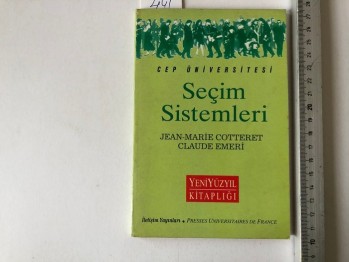 CEP ÜNİVERSİTESİ
Seçim
Sistemleri
JEAN-MARIE COTTERET
CLAUDE EMERİ
YENİYÜZYIL
KİTAPLIĞI
İletişim Yayınları • PRESSES UNIVERSITAIRES DE FRANCE